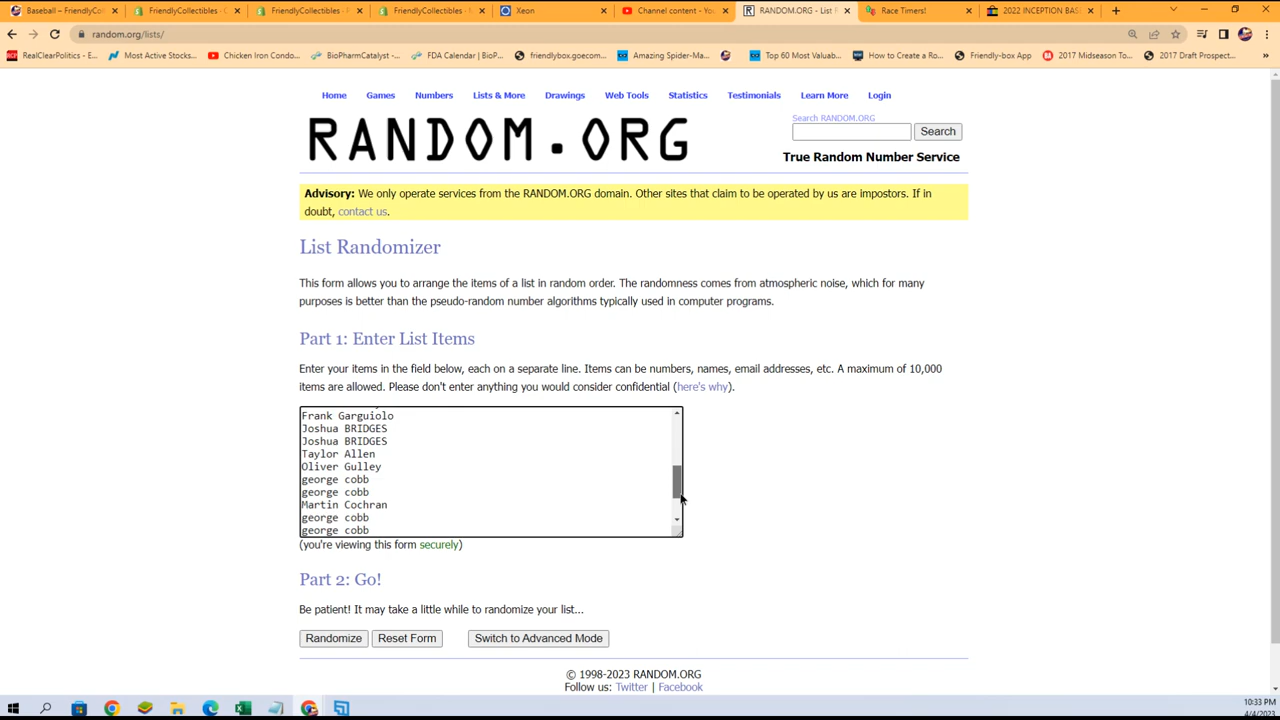 Baseball – FriendlyCo
FriendlyCollectibles - C
FriendlyCollectibles - F
FriendlyCollectibles -
Xeon
Channel content - You
RANDOM.ORG - List R
Race Timers!
2022 INCEPTION BAS
random.org/lists/
RealClearPolitics - E...
Most Active Stocks...
Chicken Iron Condo...
BioPharmCatalyst -...
FDA Calendar | BioP...
friendlybox.goecom...
Amazing Spider-Ma...
Top 60 Most Valuab...
How to Create a Ro...
2017 Midseason To...
Friendly-box App
2017 Draft Prospect...
Home Games Numbers Lists & More Drawings Web Tools Statistics Testimonials Learn More Login
Search RANDOM.ORG
Search
RANDOM.ORG
True Random Number Service
Advisory: We only operate services from the RANDOM.ORG domain. Other sites that claim to be operated by us are impostors. If in
doubt, contact us.
List Randomizer
This form allows you to arrange the items of a list in random order. The randomness comes from atmospheric noise, which for many
purposes is better than the pseudo-random number algorithms typically used in computer programs.
Part 1: Enter List Items
Enter your items in the field below, each on a separate line. Items can be numbers, names, email addresses, etc. A maximum of 10,000
items are allowed. Please don't enter anything you would consider confidential (here's why).
Frank Garguiolo
Joshua BRIDGES
Joshua BRIDGES
Taylor Allen
Oliver Gulley
george cobb
george cobb
Martin Cochran
george cobb
george cobb
(you're viewing this form securely)
Part 2: Go!
Be patient! It may take a little while to randomize your list...
Randomize Reset Form Switch to Advanced Mode
© 1998-2023 RANDOM.ORG
Follow us: Twitter | Facebook
10:33 PM
4/4/2023